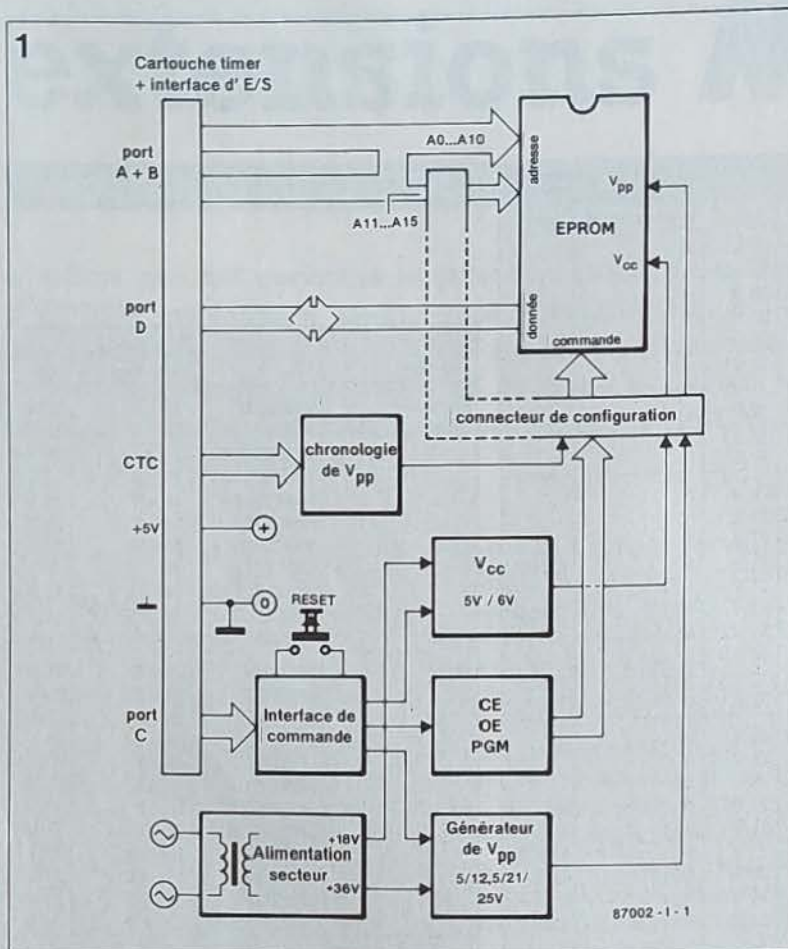 1
extensions M
Cartouche timer
+ interface d' E/S
port
A + B
A0...A10
A11...A15
adresse
V_pp
EPROM
V_cc
port
D
donnée
commande
connecteur de configuration
CTC
chronologie
de V_pp
+5V
+
0
RESET
V_cc
5V / 6V
port
C
Interface de
commande
CE
OE
PGM
+18V
Alimentation
secteur
+36V
Générateur
de V_pp
5/12,5/21/
25V
87002 - I - 1